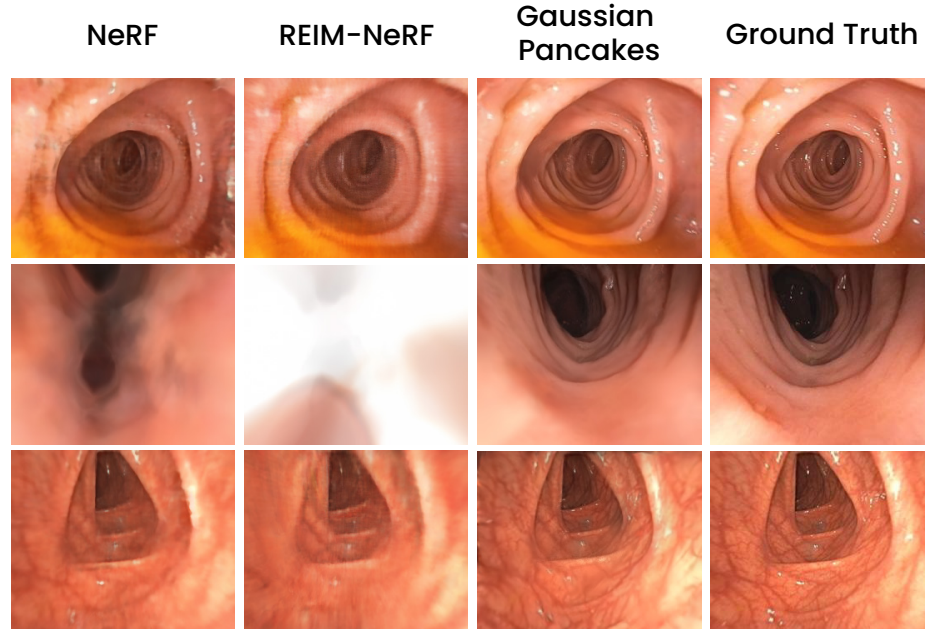 NeRF
REIM-NeRF
Gaussian
Pancakes
Ground Truth